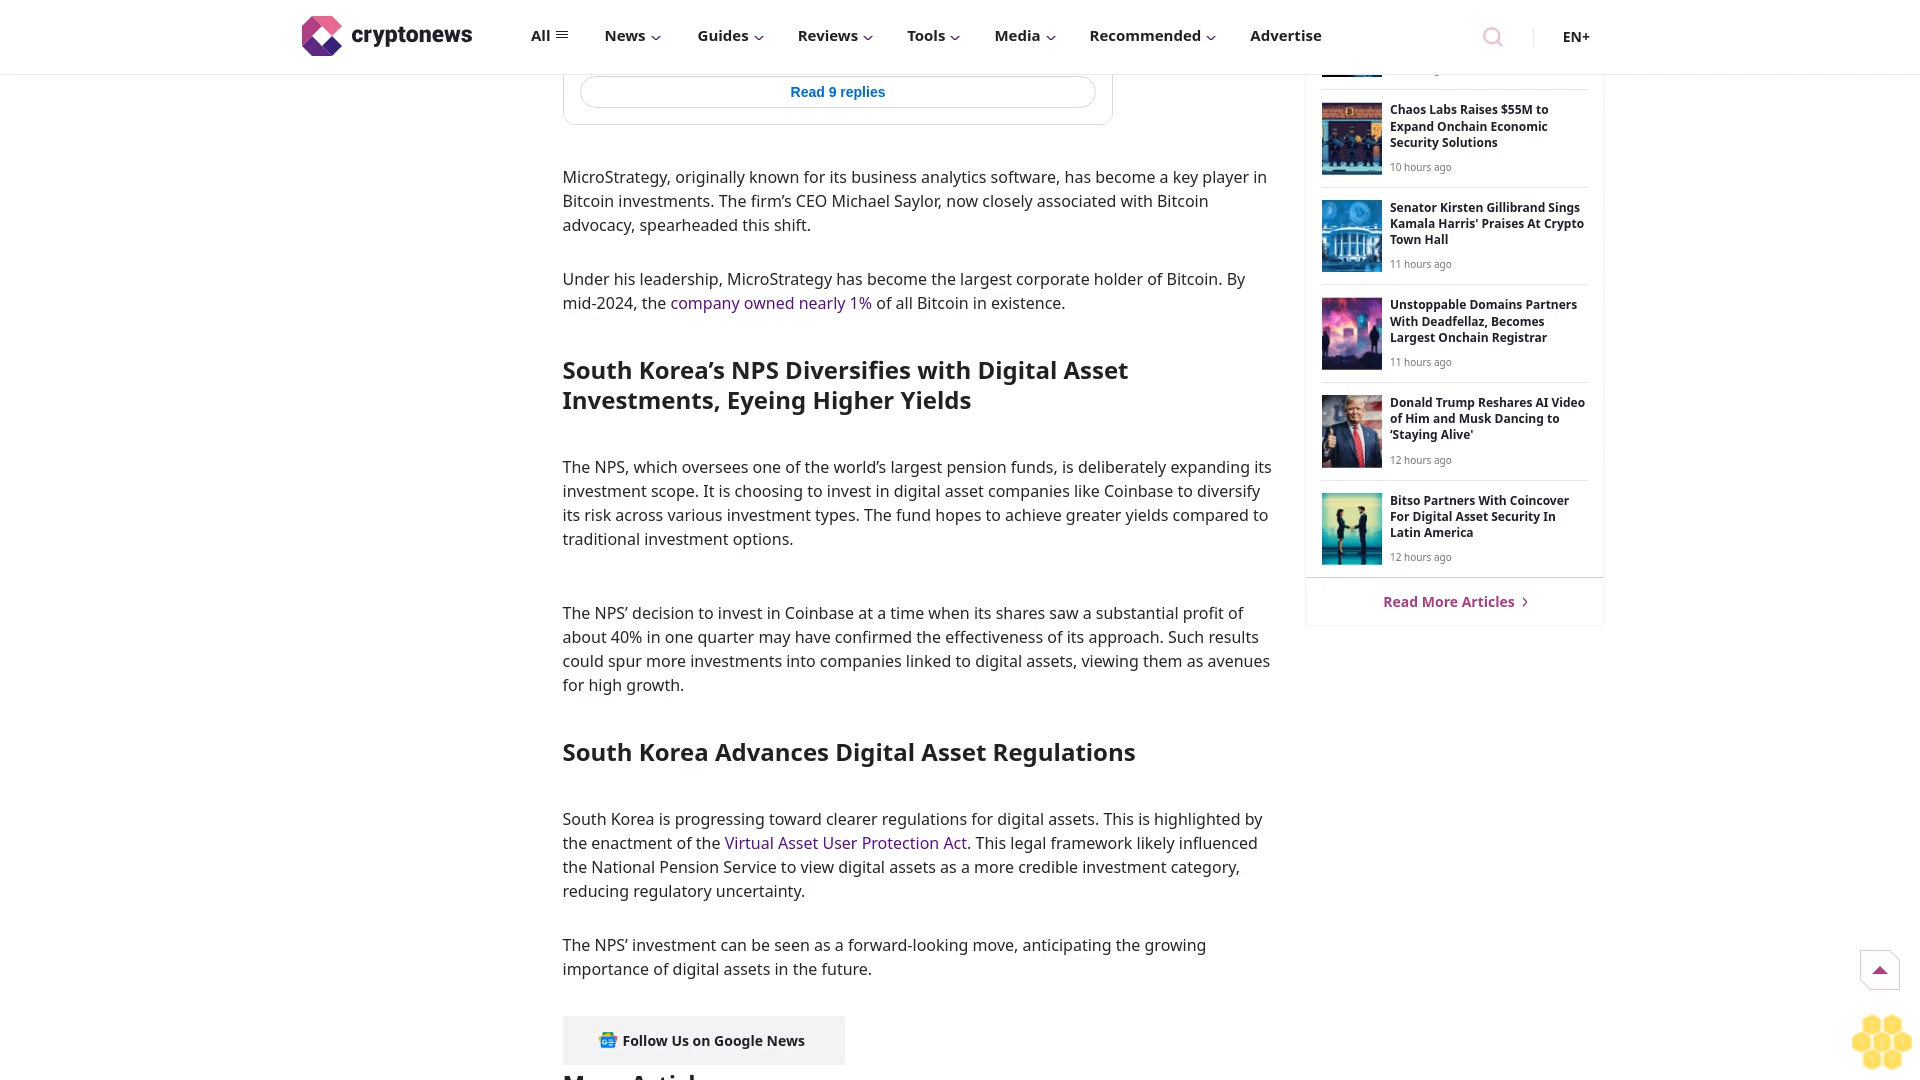 cryptonews
All
News
Guides
Reviews
Tools
Media
Recommended
Advertise
EN+
Read 9 replies
MicroStrategy, originally known for its business analytics software, has become a key player in
Bitcoin investments. The firm’s CEO Michael Saylor, now closely associated with Bitcoin
advocacy, spearheaded this shift.
Under his leadership, MicroStrategy has become the largest corporate holder of Bitcoin. By
mid-2024, the company owned nearly 1% of all Bitcoin in existence.
South Korea’s NPS Diversifies with Digital Asset
Investments, Eyeing Higher Yields
The NPS, which oversees one of the world’s largest pension funds, is deliberately expanding its
investment scope. It is choosing to invest in digital asset companies like Coinbase to diversify
its risk across various investment types. The fund hopes to achieve greater yields compared to
traditional investment options.
The NPS’ decision to invest in Coinbase at a time when its shares saw a substantial profit of
about 40% in one quarter may have confirmed the effectiveness of its approach. Such results
could spur more investments into companies linked to digital assets, viewing them as avenues
for high growth.
South Korea Advances Digital Asset Regulations
South Korea is progressing toward clearer regulations for digital assets. This is highlighted by
the enactment of the Virtual Asset User Protection Act. This legal framework likely influenced
the National Pension Service to view digital assets as a more credible investment category,
reducing regulatory uncertainty.
The NPS’ investment can be seen as a forward-looking move, anticipating the growing
importance of digital assets in the future.
Follow Us on Google News
Chaos Labs Raises $55M to
Expand Onchain Economic
Security Solutions
10 hours ago
Senator Kirsten Gillibrand Sings
Kamala Harris' Praises At Crypto
Town Hall
11 hours ago
Unstoppable Domains Partners
With Deadfellaz, Becomes
Largest Onchain Registrar
11 hours ago
Donald Trump Reshares AI Video
of Him and Musk Dancing to
‘Staying Alive'
12 hours ago
Bitso Partners With Coincover
For Digital Asset Security In
Latin America
12 hours ago
Read More Articles